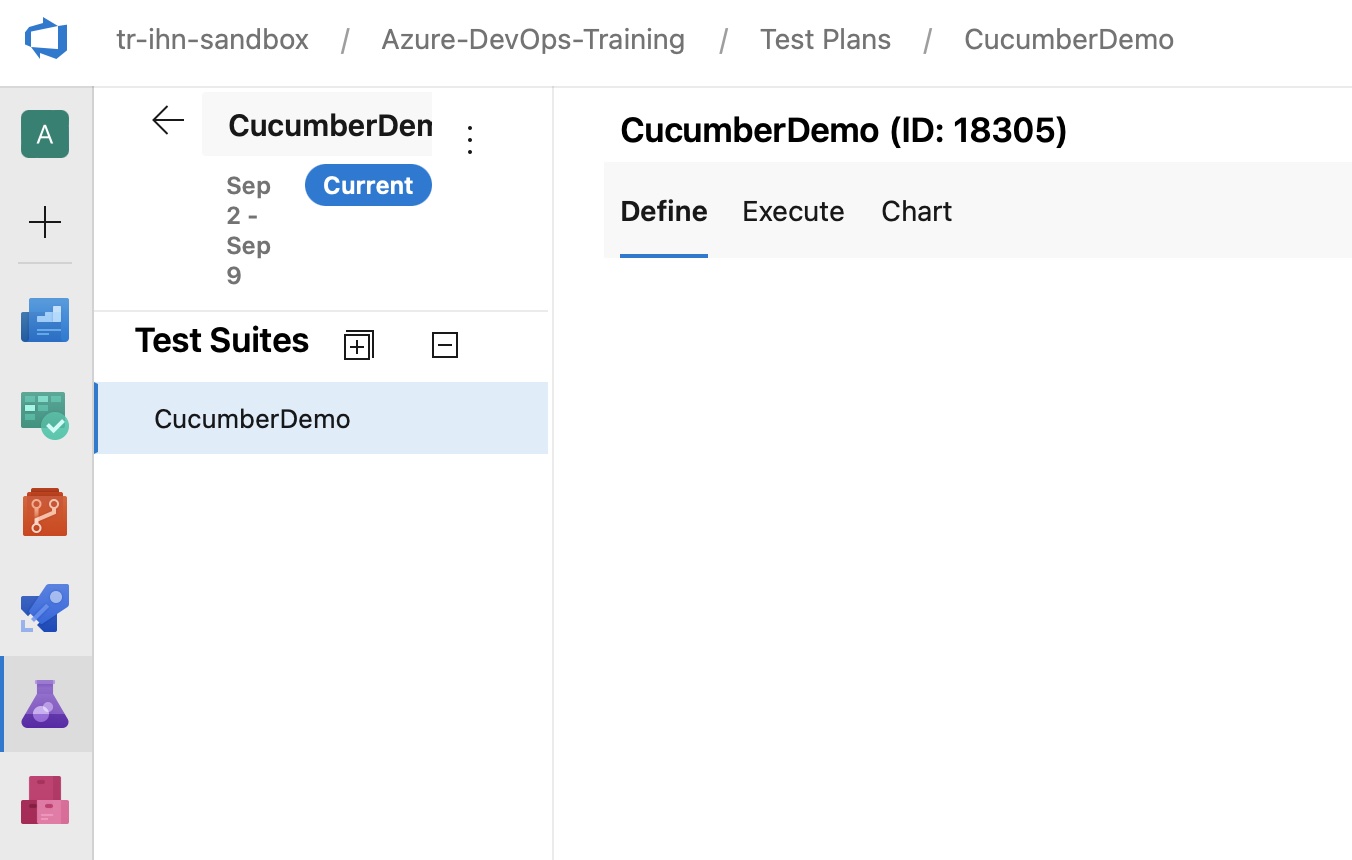 tr-ihn-sandbox / Azure-DevOps-Training / Test Plans / CucumberDemo
A
CucumberDem
Sep
2 -
Sep
9
Current
Test Suites
CucumberDemo
CucumberDemo (ID: 18305)
Define Execute Chart